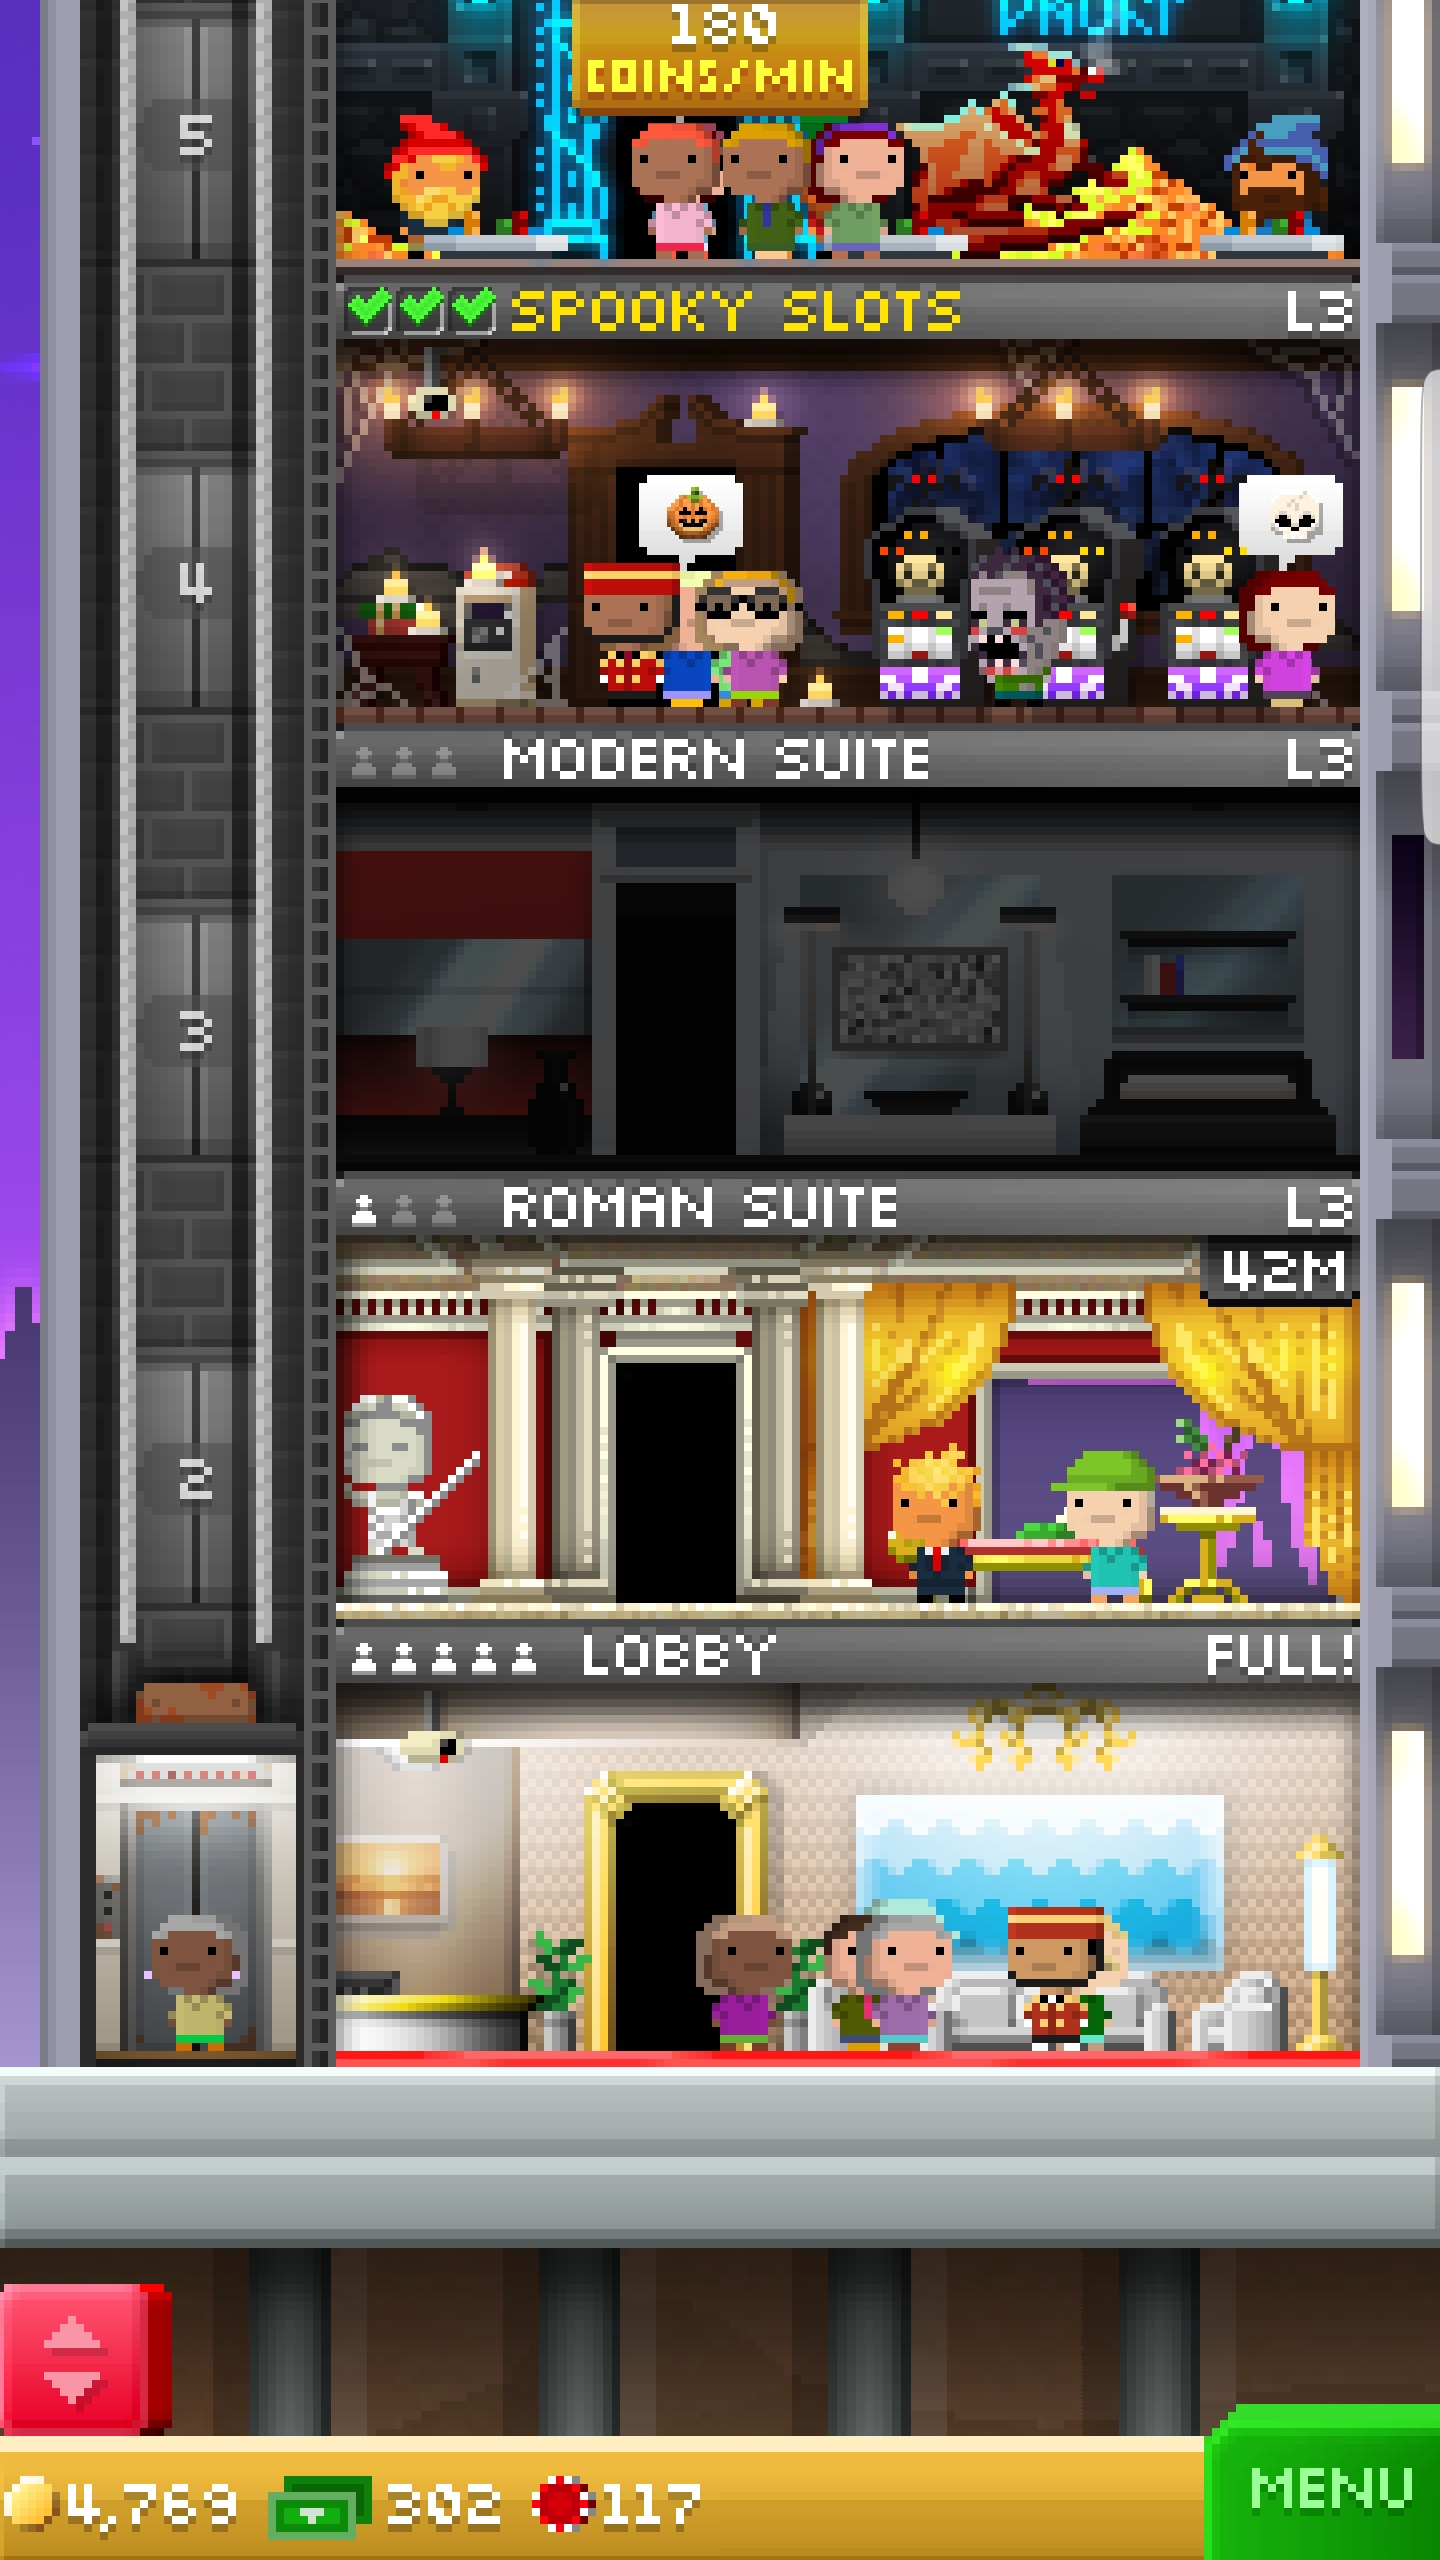 180
COINS/MIN
5
SPOOKY SLOTS L3
4
MODERN SUITE L3
3
ROMAN SUITE L3
42M
2
LOBBY FULL!
4,769 302 117
MENU